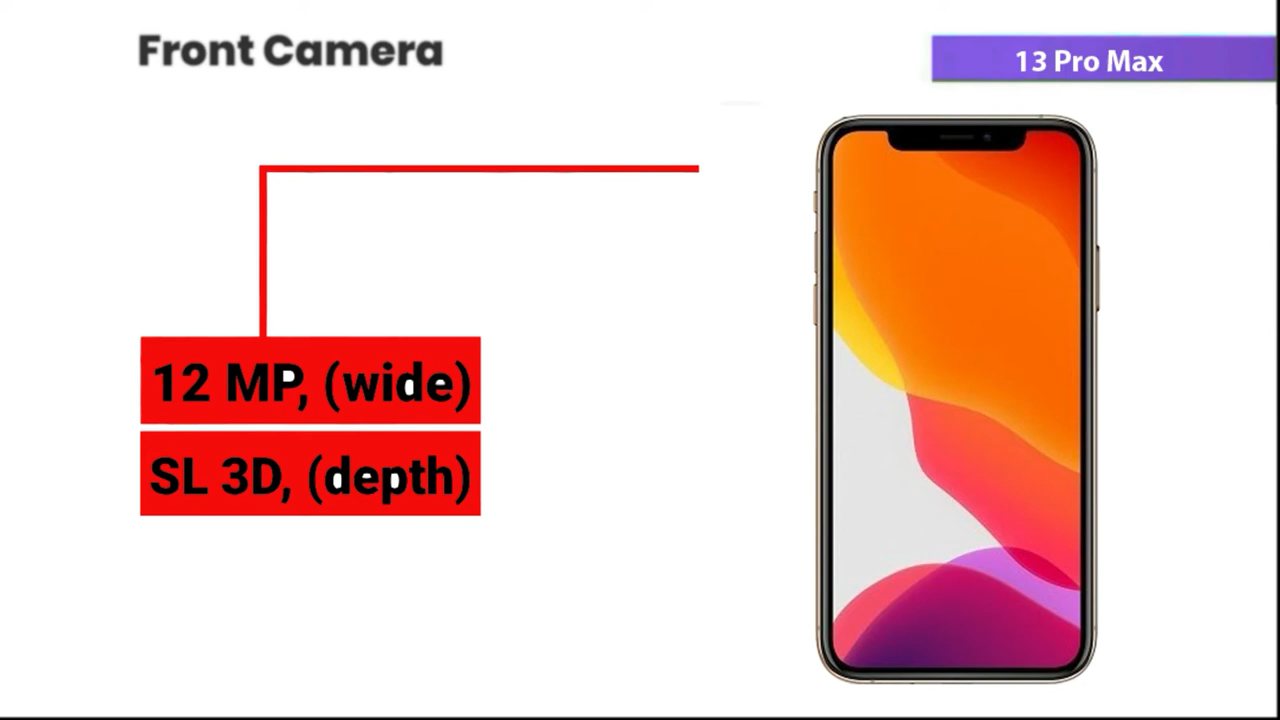 Front Camera
13 Pro Max
12 MP, (wide)
SL 3D, (depth)